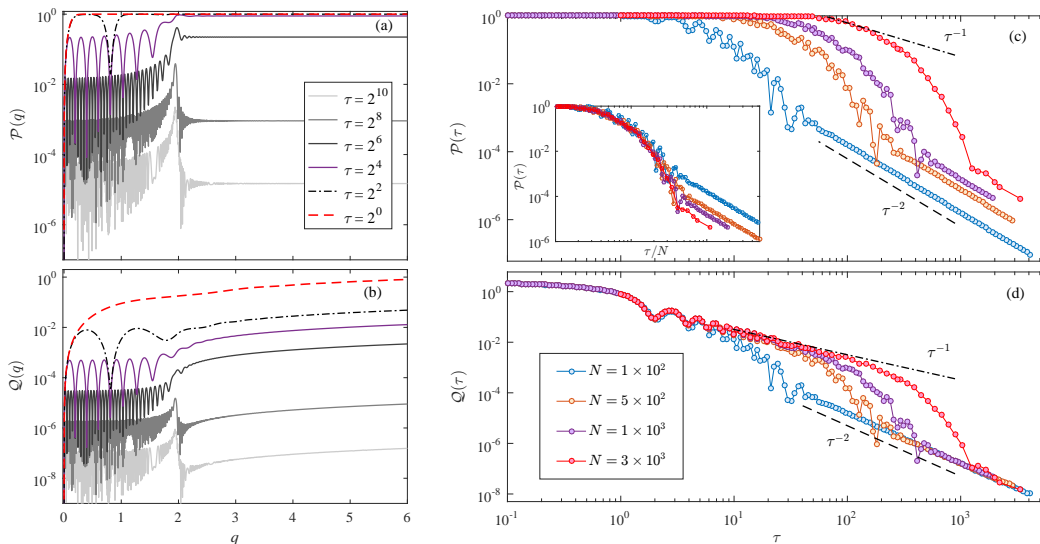 (a)
10^0
10^-2
10^-4
10^-6
𝒫(q)
τ = 2^10
τ = 2^8
τ = 2^6
τ = 2^4
τ = 2^2
τ = 2^0
(b)
10^0
10^-2
10^-4
10^-6
10^-8
𝒬(q)
0 1 2 3 4 5 6
q
(c)
10^0
10^-2
10^-4
10^-6
𝒫(τ)
τ^-1
τ^-2
10^0
10^-2
10^-4
10^-6
𝒫(τ)
τ/N
(d)
10^0
10^-2
10^-4
10^-6
10^-8
𝒬(τ)
τ^-1
τ^-2
N = 1 × 10^2
N = 5 × 10^2
N = 1 × 10^3
N = 3 × 10^3
10^-1 10^0 10^1 10^2 10^3
τ